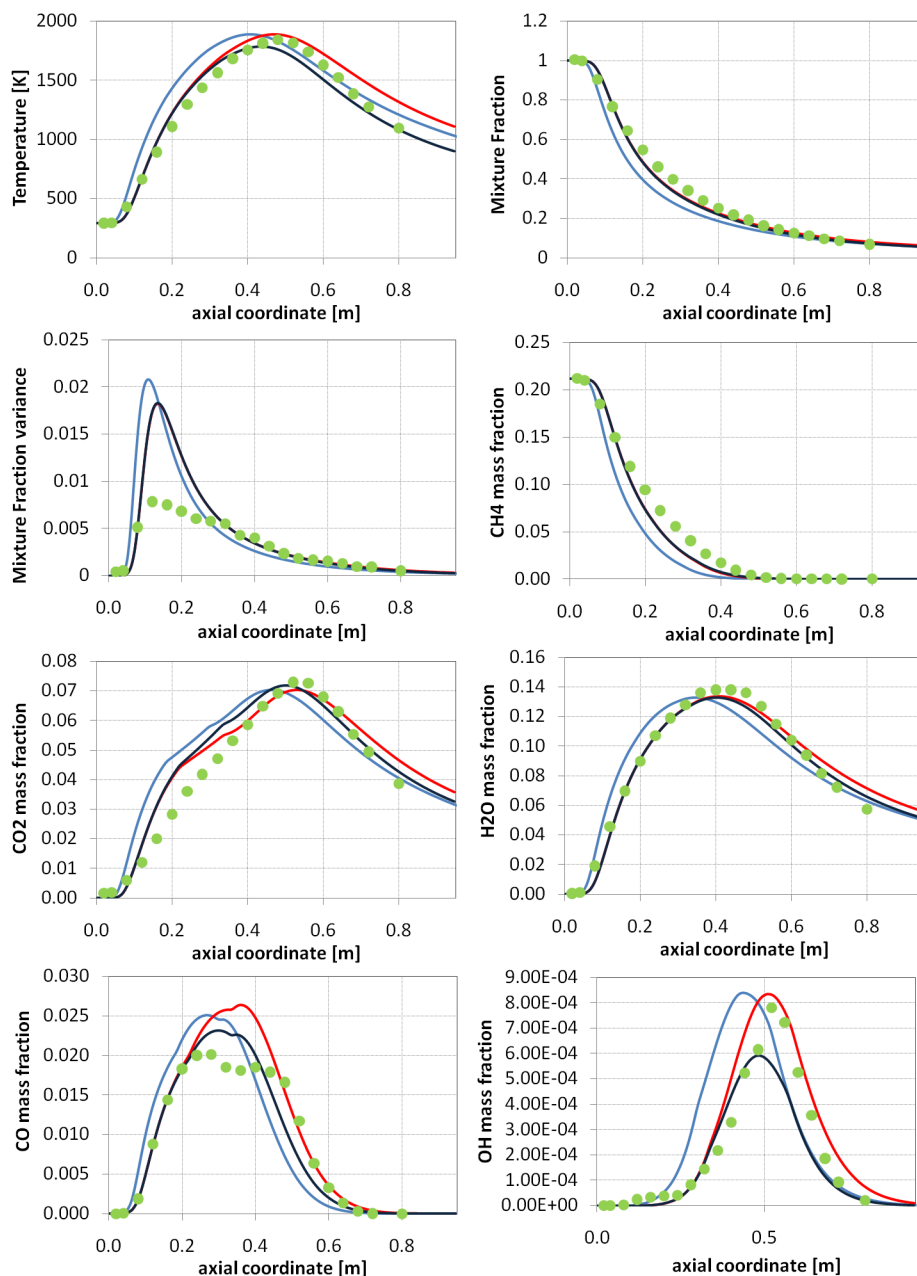 2000
1500
1000
500
0
Temperature [K]
0.0 0.2 0.4 0.6 0.8
axial coordinate [m]
1.2
1
0.8
0.6
0.4
0.2
0
Mixture Fraction
0.0 0.2 0.4 0.6 0.8
axial coordinate [m]
0.025
0.020
0.015
0.010
0.005
0
Mixture Fraction variance
0.0 0.2 0.4 0.6 0.8
axial coordinate [m]
0.25
0.20
0.15
0.10
0.05
0.00
CH4 mass fraction
0.0 0.2 0.4 0.6 0.8
axial coordinate [m]
0.08
0.07
0.06
0.05
0.04
0.03
0.02
0.01
0.00
CO2 mass fraction
0.0 0.2 0.4 0.6 0.8
axial coordinate [m]
0.16
0.14
0.12
0.10
0.08
0.06
0.04
0.02
0.00
H2O mass fraction
0.0 0.2 0.4 0.6 0.8
axial coordinate [m]
0.030
0.025
0.020
0.015
0.010
0.005
0.000
CO mass fraction
0.0 0.2 0.4 0.6 0.8
axial coordinate [m]
9.00E-04
8.00E-04
7.00E-04
6.00E-04
5.00E-04
4.00E-04
3.00E-04
2.00E-04
1.00E-04
0.00E+00
OH mass fraction
0.0 0.5
axial coordinate [m]